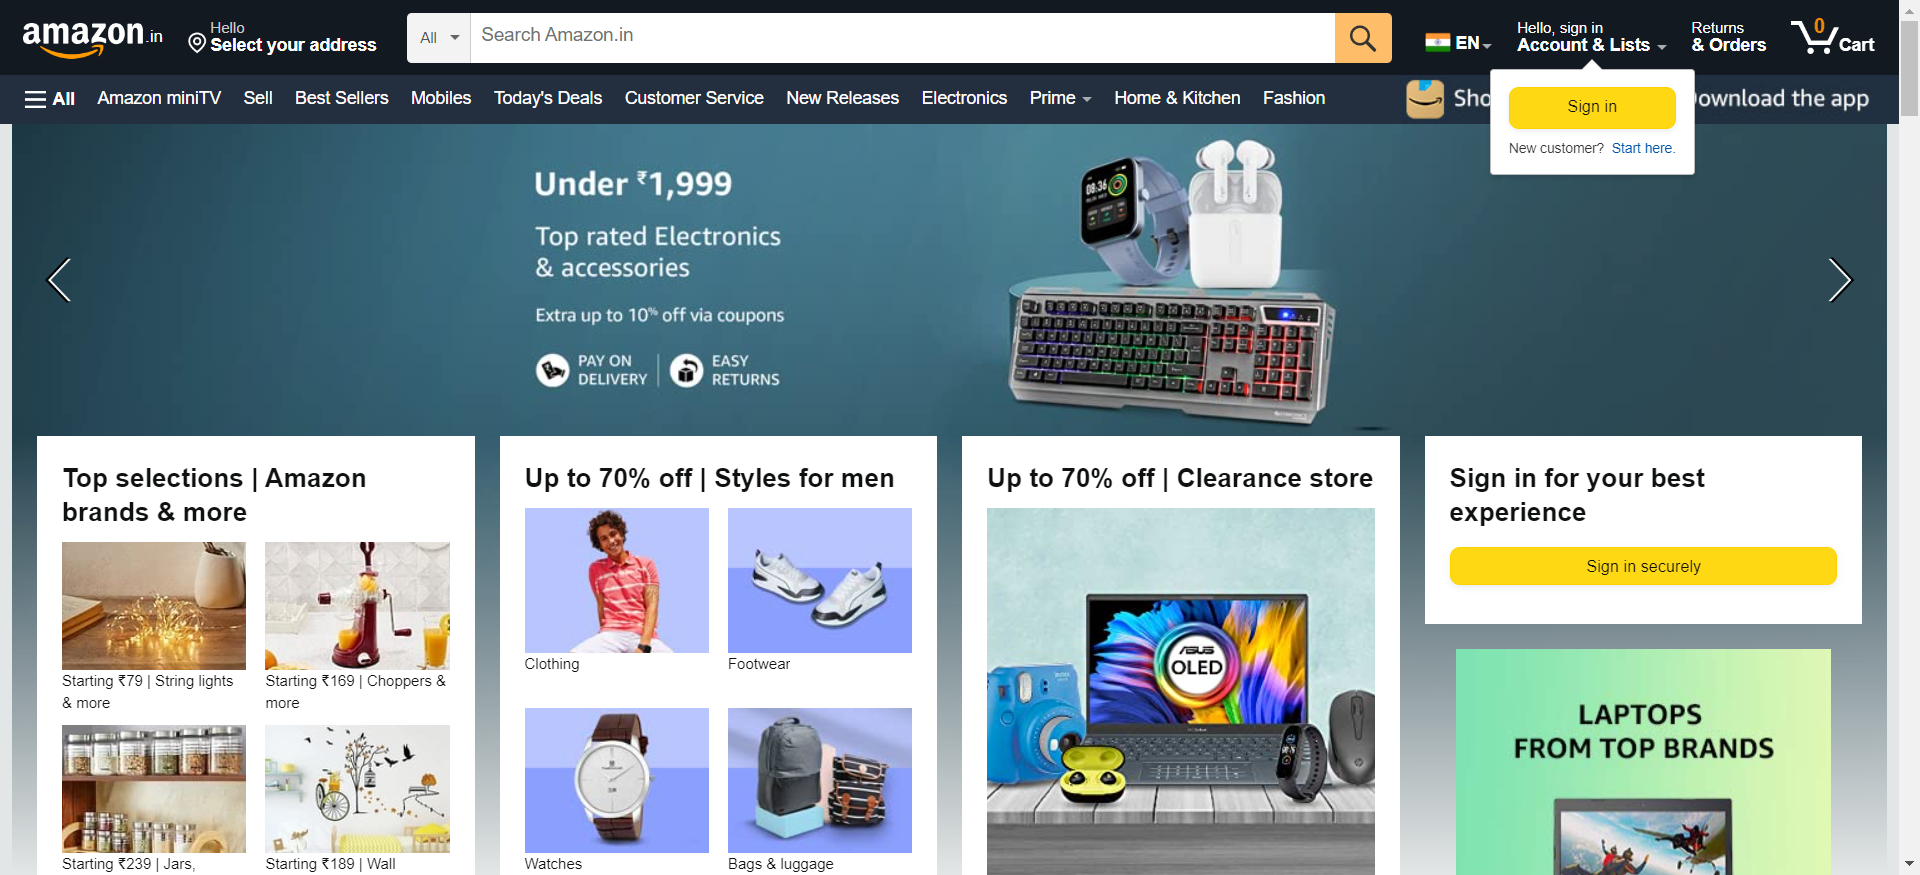 amazon.in
Hello
Select your address
All
Search Amazon.in
EN
Hello, sign in
Account & Lists
Returns
& Orders
0
Cart
All
Amazon miniTV
Sell
Best Sellers
Mobiles
Today's Deals
Customer Service
New Releases
Electronics
Prime
Home & Kitchen
Fashion
Sho
ownload the app
Sign in
New customer? Start here.
Under ₹1,999
Top rated Electronics
& accessories
Extra up to 10% off via coupons
PAY ON
DELIVERY
EASY
RETURNS
08:36
Top selections | Amazon
brands & more
Starting ₹79 | String lights
& more
Starting ₹169 | Choppers &
more
Starting ₹239 | Jars,
Starting ₹189 | Wall
Up to 70% off | Styles for men
Clothing
Footwear
Watches
Bags & luggage
Up to 70% off | Clearance store
ASUS
OLED
hp
Sign in for your best
experience
Sign in securely
LAPTOPS
FROM TOP BRANDS